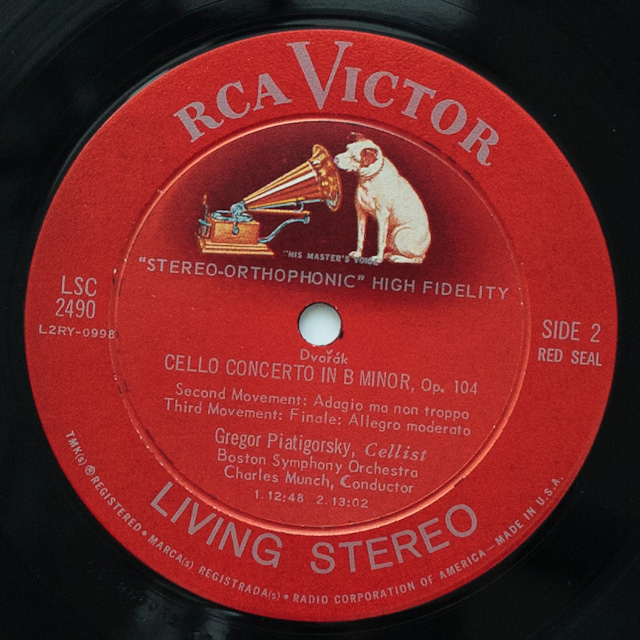 RCA VICTOR
"HIS MASTER'S VOICE"
"STEREO-ORTHOPHONIC" HIGH FIDELITY
LSC
2490
L2RY-0998
SIDE 2
RED SEAL
Dvořák
CELLO CONCERTO IN B MINOR, Op. 104
Second Movement: Adagio ma non troppo
Third Movement: Finale: Allegro moderato
Gregor Piatigorsky, Cellist
Boston Symphony Orchestra
Charles Munch, Conductor
1. 12:48 2. 13:02
LIVING STEREO
TMK(s) ® REGISTERED • MARCA(s) REGISTRADA(s) • RADIO CORPORATION OF AMERICA—MADE IN U.S.A.